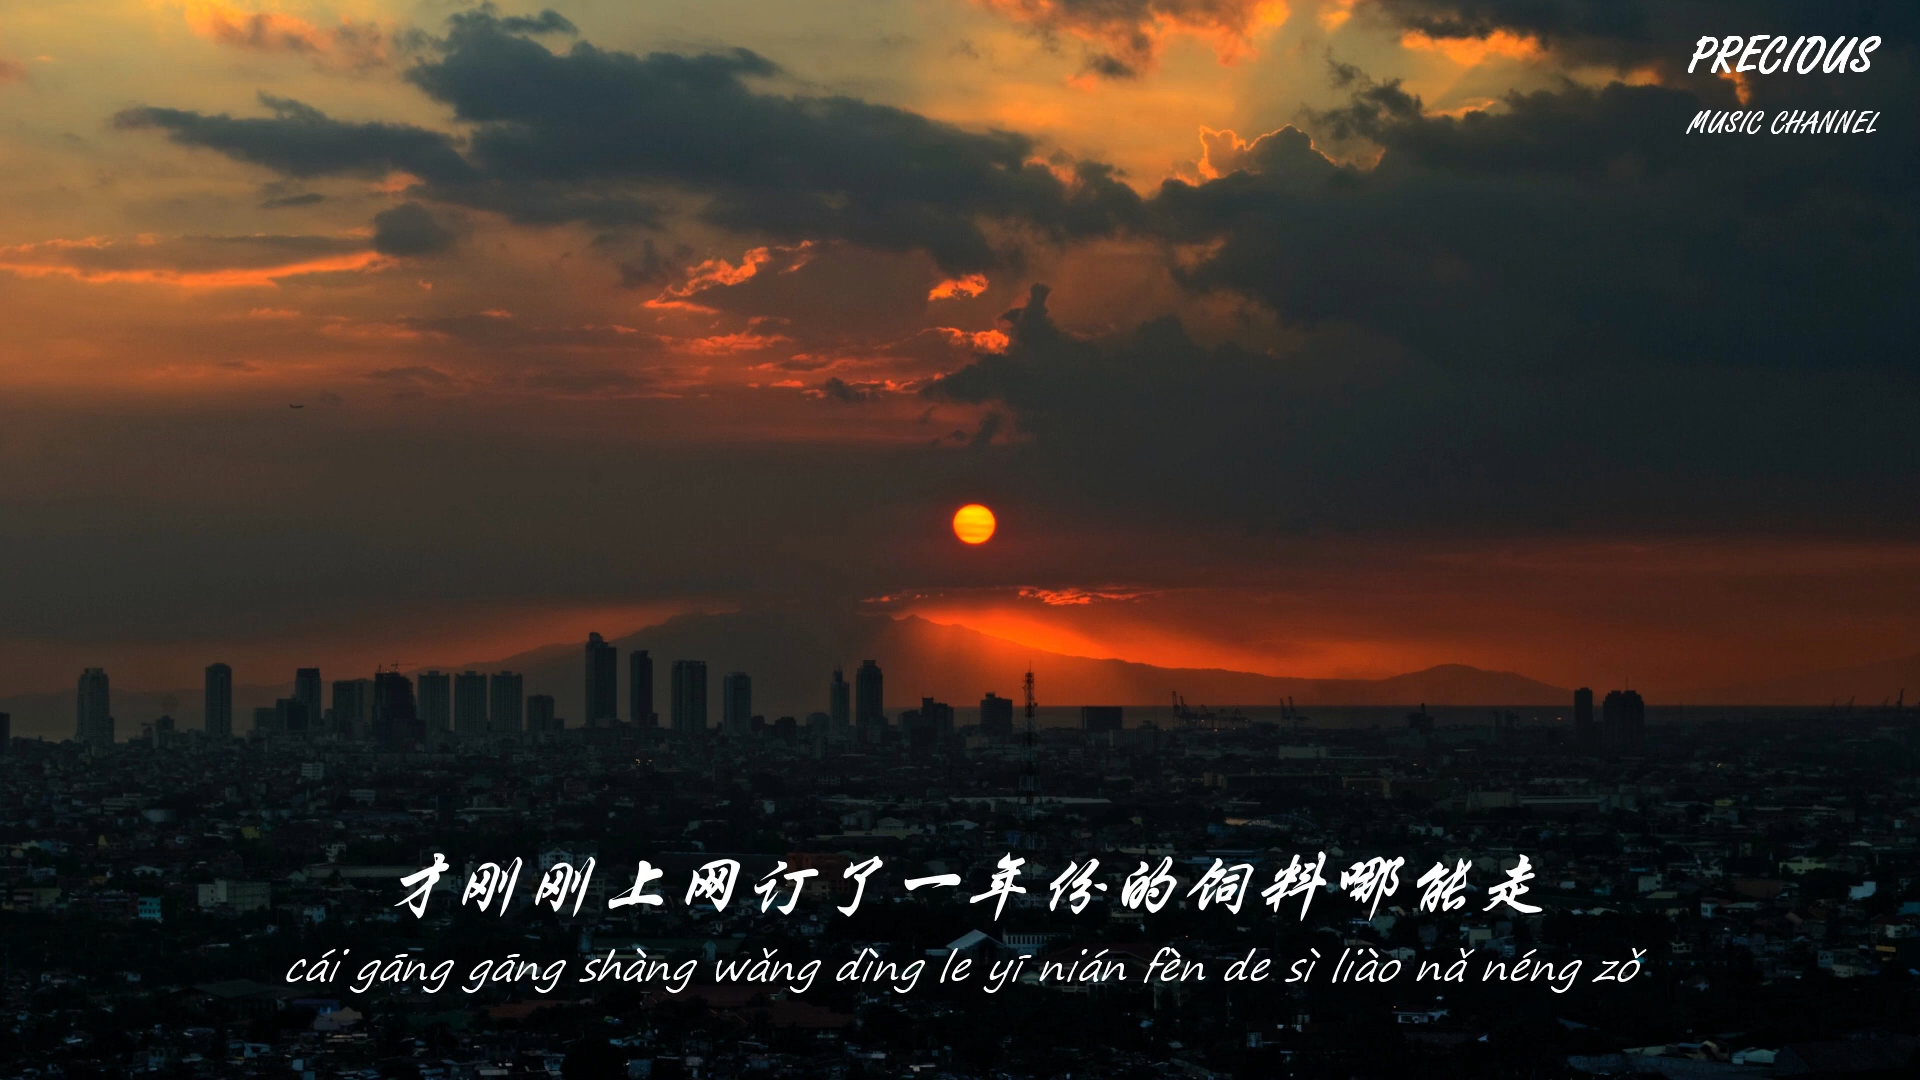 PRECIOUS
MUSIC CHANNEL
才刚刚上网订了一年份的饲料哪能走
cái gāng gāng shàng wǎng dìng le yī nián fèn de sì liào nǎ néng zǒ